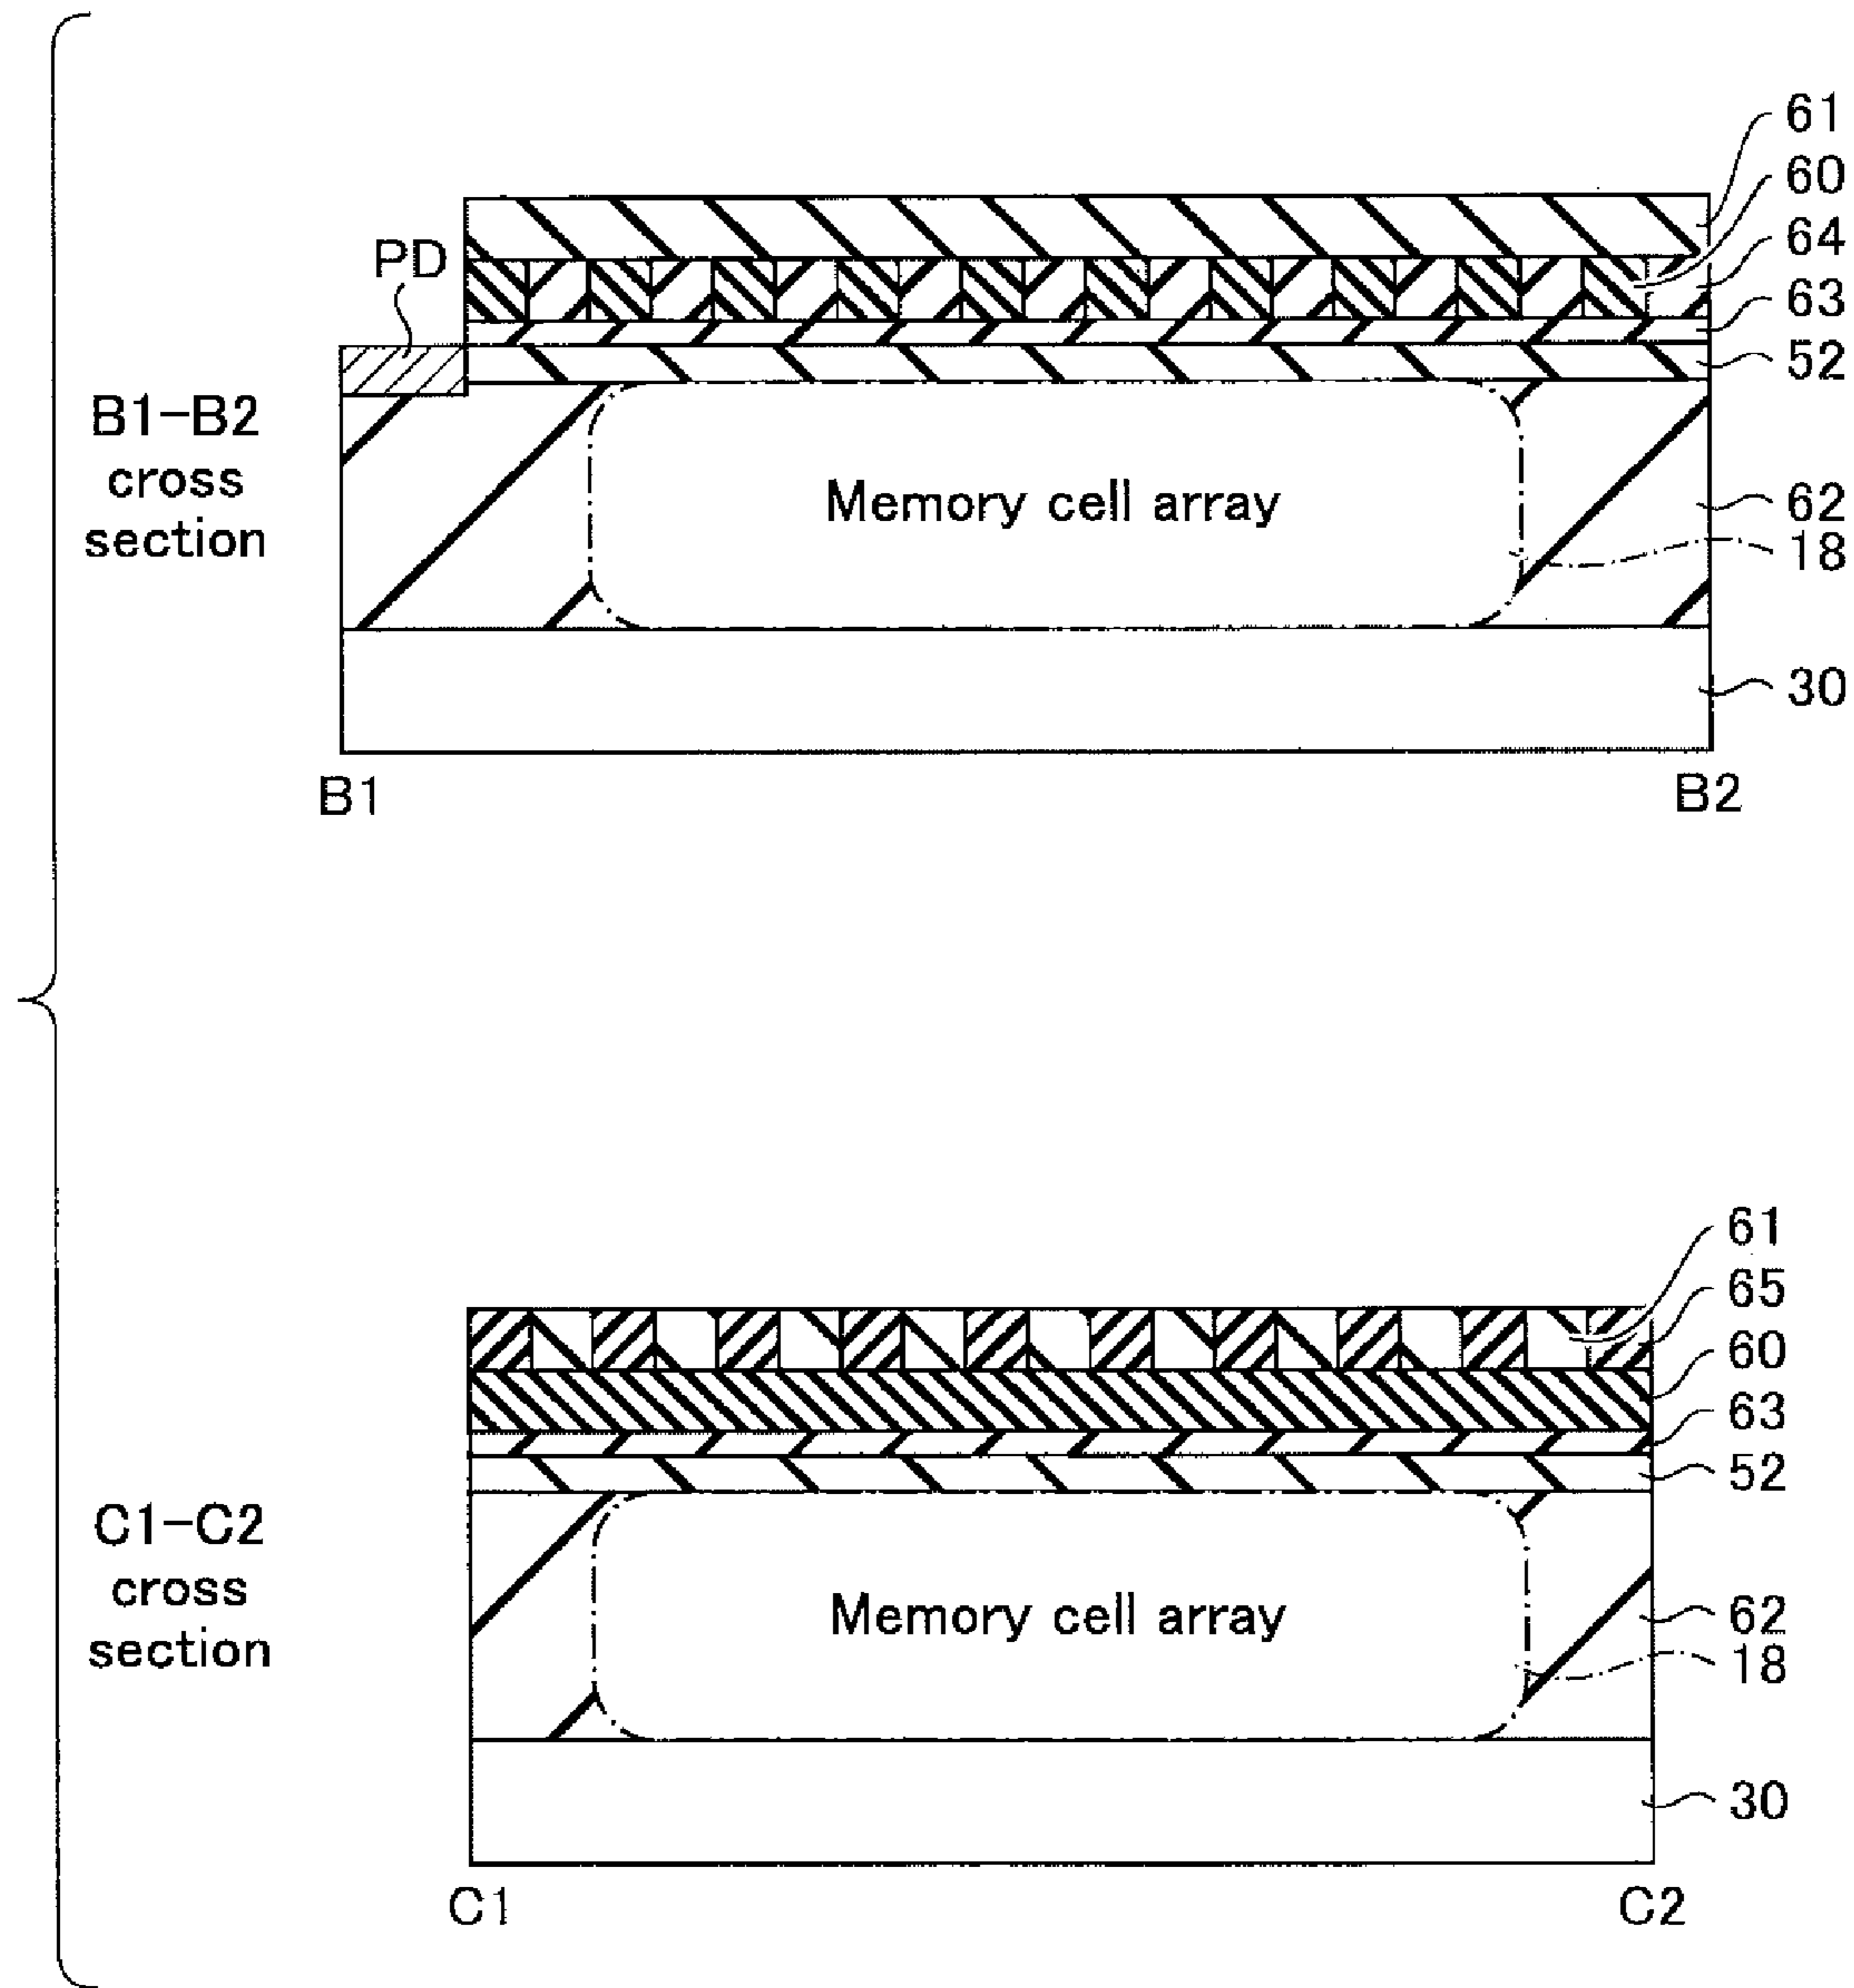 61
60
64
PD
63
52
B1-B2
cross
section
Memory cell array
62
18
30
B1
B2
61
65
60
63
52
C1-C2
cross
section
Memory cell array
62
18
30
C1
C2